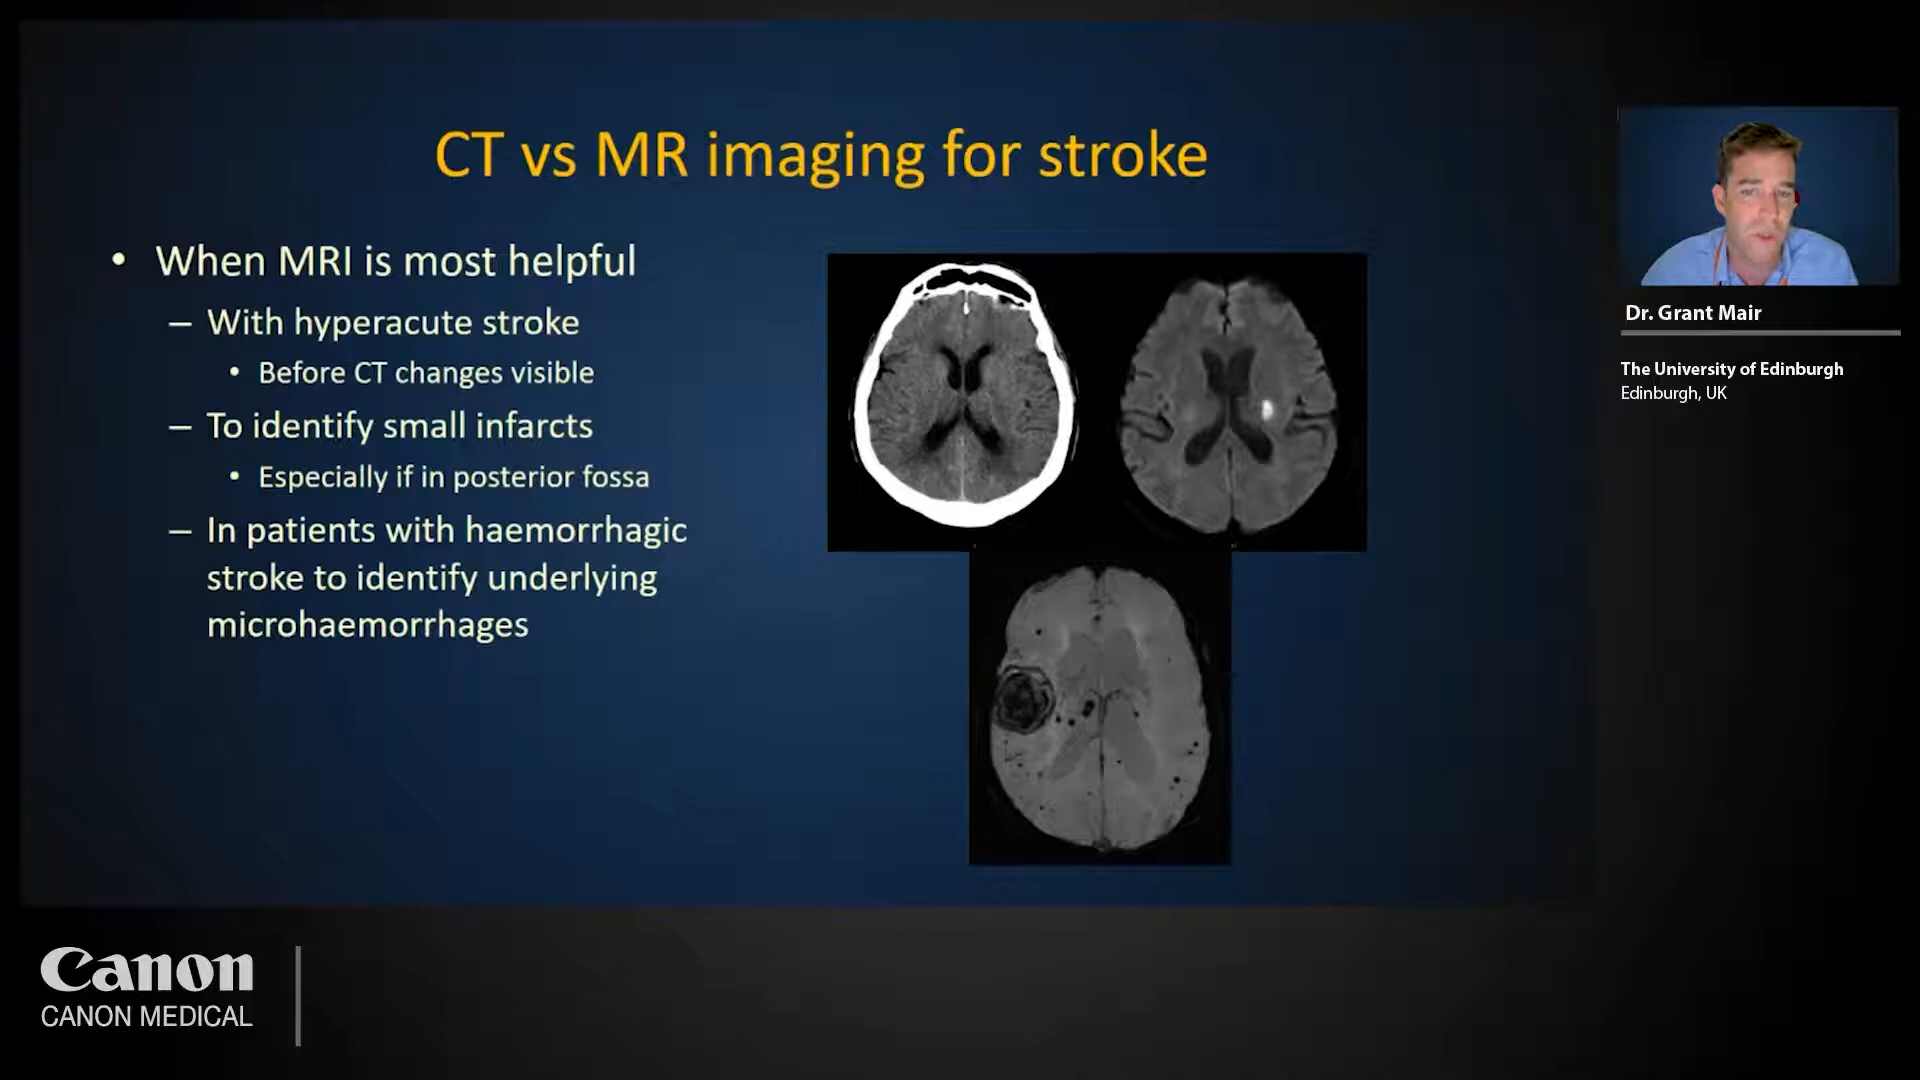 CT vs MR imaging for stroke
• When MRI is most helpful
– With hyperacute stroke
• Before CT changes visible
– To identify small infarcts
• Especially if in posterior fossa
– In patients with haemorrhagic
stroke to identify underlying
microhaemorrhages
Dr. Grant Mair
The University of Edinburgh
Edinburgh, UK
Canon
CANON MEDICAL